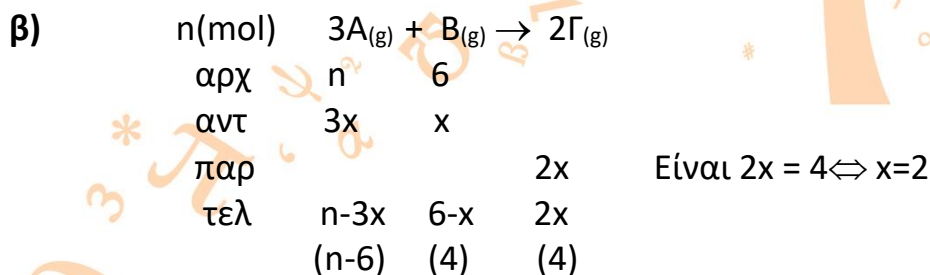 β) n(mol) 3A(g) + B(g) → 2Γ(g)
αρχ n 6
αντ 3x x
παρ 2x Είναι 2x = 4⇔ x=2
τελ n-3x 6-x 2x
(n-6) (4) (4)